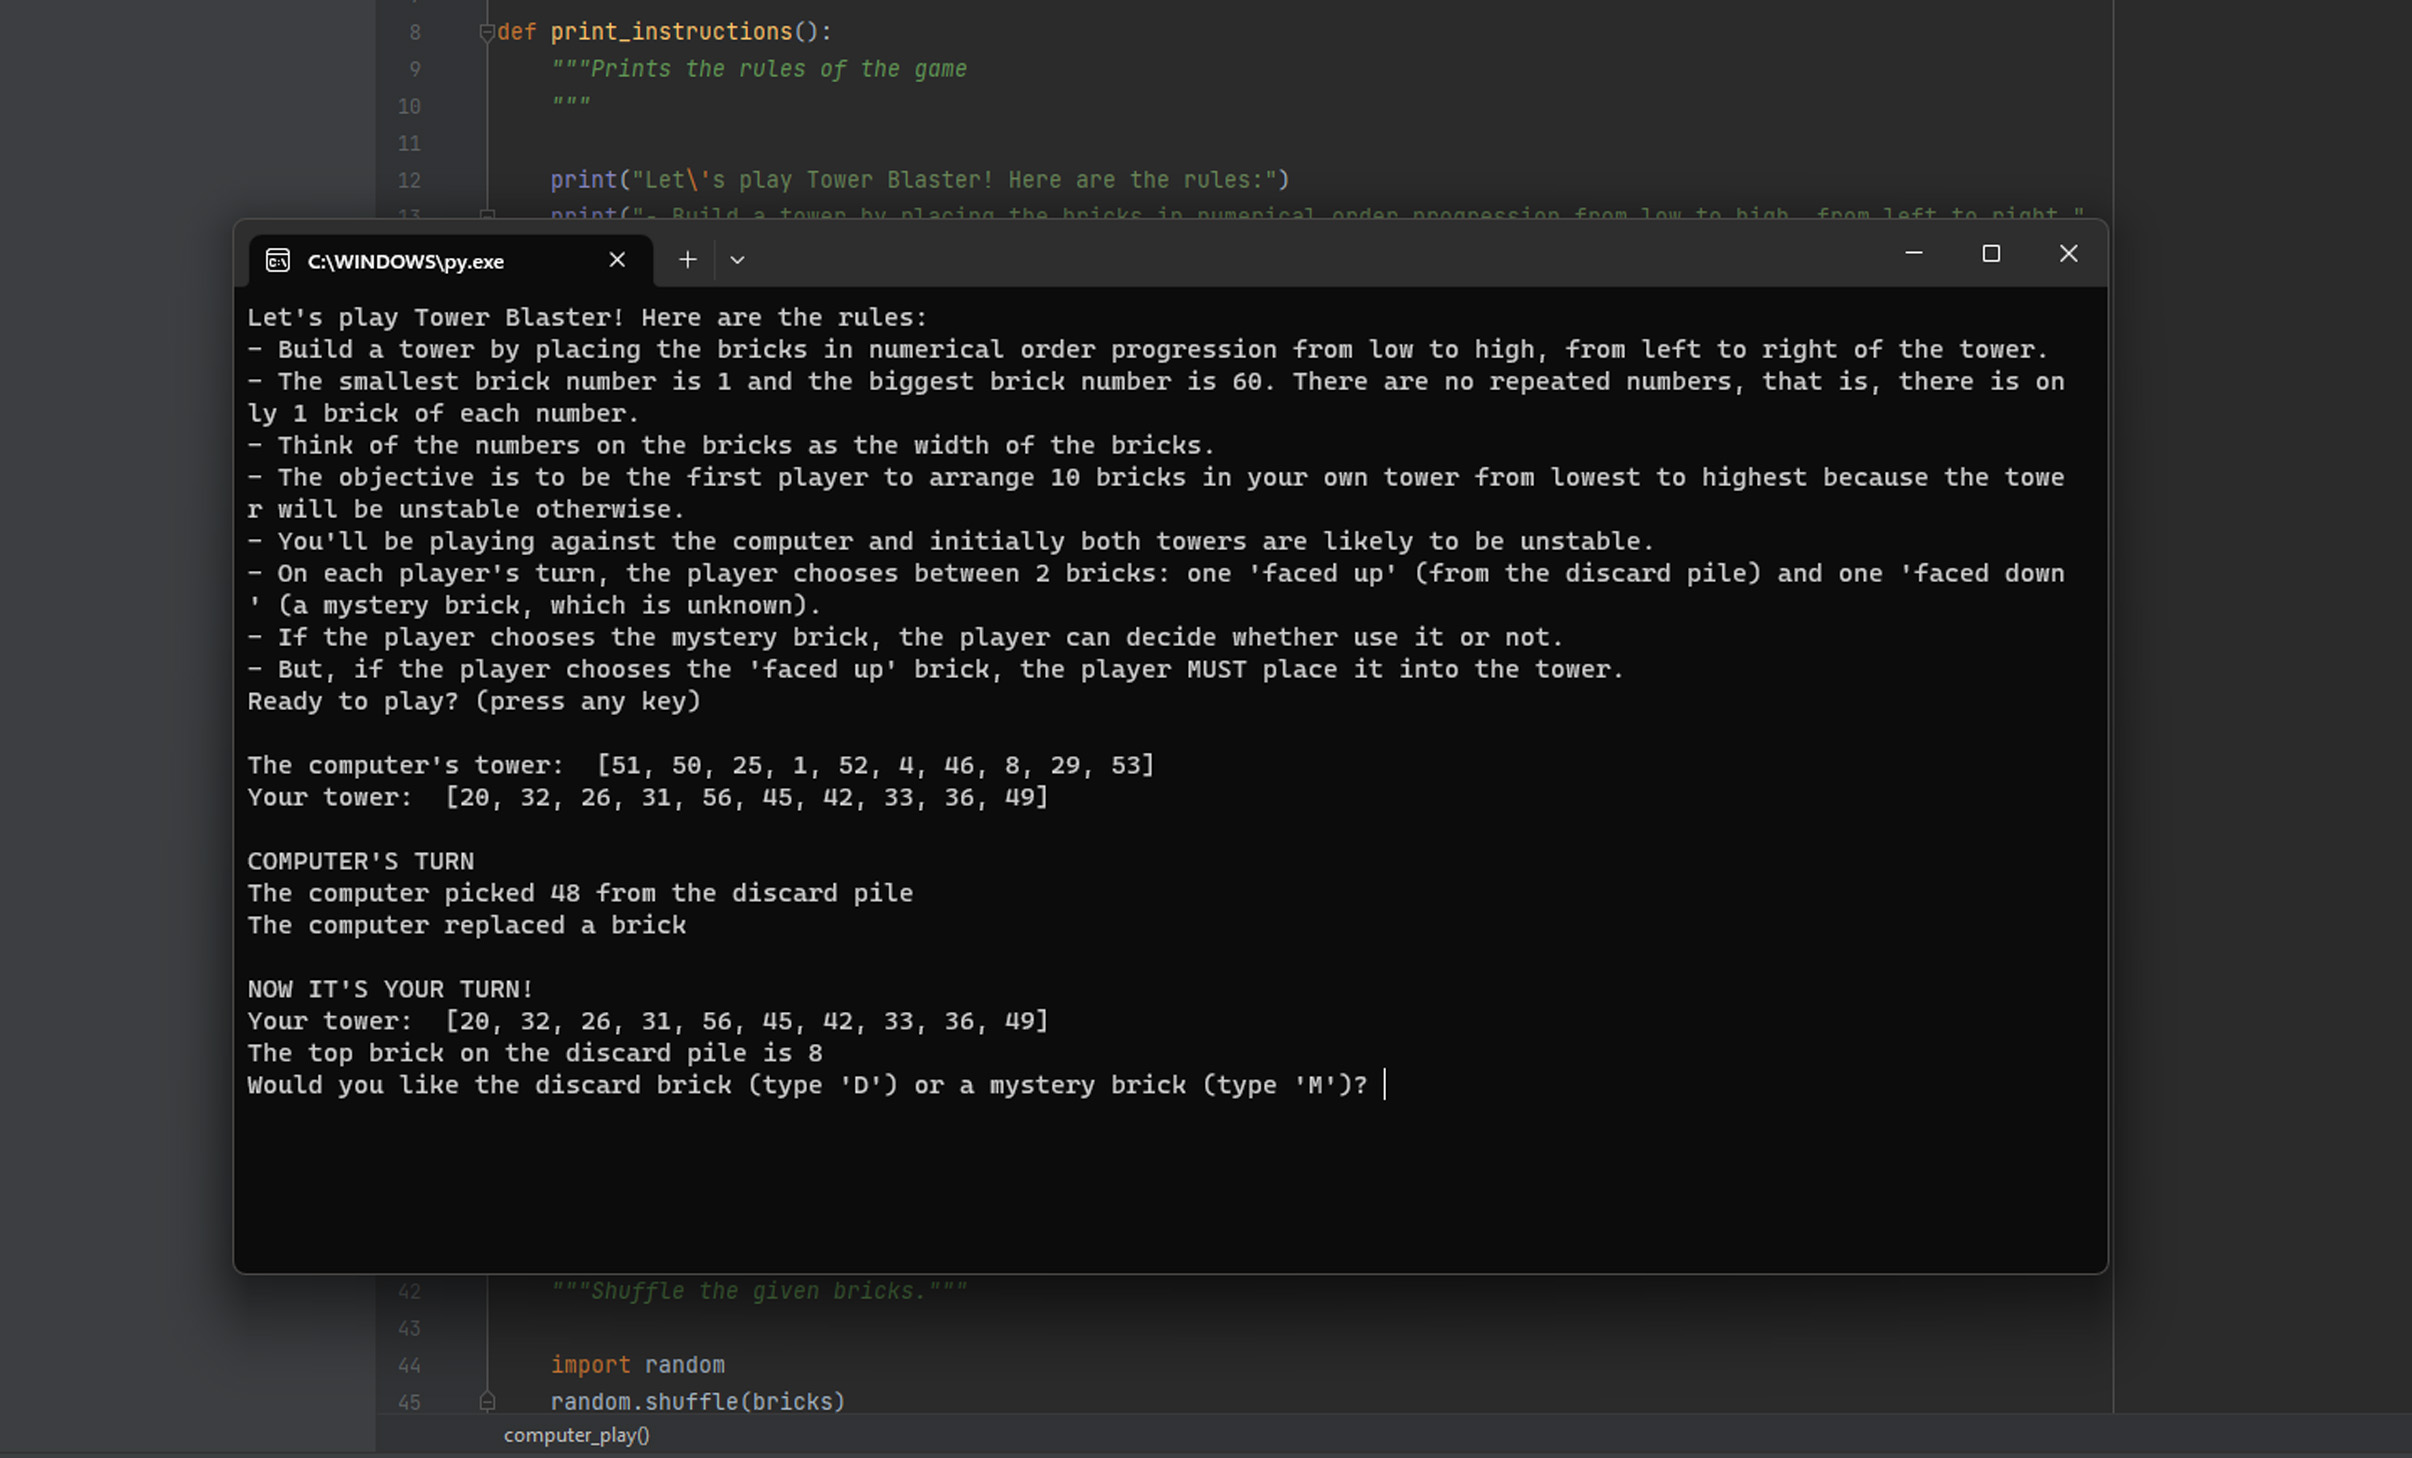 8 def print_instructions():
9 """Prints the rules of the game
10 """
11
12 print("Let\'s play Tower Blaster! Here are the rules:")
13 print("- Build a tower by placing the bricks in numerical order progression from low to high, from left to right "
C:\WINDOWS\py.exe
Let's play Tower Blaster! Here are the rules:
- Build a tower by placing the bricks in numerical order progression from low to high, from left to right of the tower.
- The smallest brick number is 1 and the biggest brick number is 60. There are no repeated numbers, that is, there is on
ly 1 brick of each number.
- Think of the numbers on the bricks as the width of the bricks.
- The objective is to be the first player to arrange 10 bricks in your own tower from lowest to highest because the towe
r will be unstable otherwise.
- You'll be playing against the computer and initially both towers are likely to be unstable.
- On each player's turn, the player chooses between 2 bricks: one 'faced up' (from the discard pile) and one 'faced down
' (a mystery brick, which is unknown).
- If the player chooses the mystery brick, the player can decide whether use it or not.
- But, if the player chooses the 'faced up' brick, the player MUST place it into the tower.
Ready to play? (press any key)
The computer's tower:  [51, 50, 25, 1, 52, 4, 46, 8, 29, 53]
Your tower:  [20, 32, 26, 31, 56, 45, 42, 33, 36, 49]
COMPUTER'S TURN
The computer picked 48 from the discard pile
The computer replaced a brick
NOW IT'S YOUR TURN!
Your tower:  [20, 32, 26, 31, 56, 45, 42, 33, 36, 49]
The top brick on the discard pile is 8
Would you like the discard brick (type 'D') or a mystery brick (type 'M')?
42 """Shuffle the given bricks."""
43
44 import random
45 random.shuffle(bricks)
computer_play()